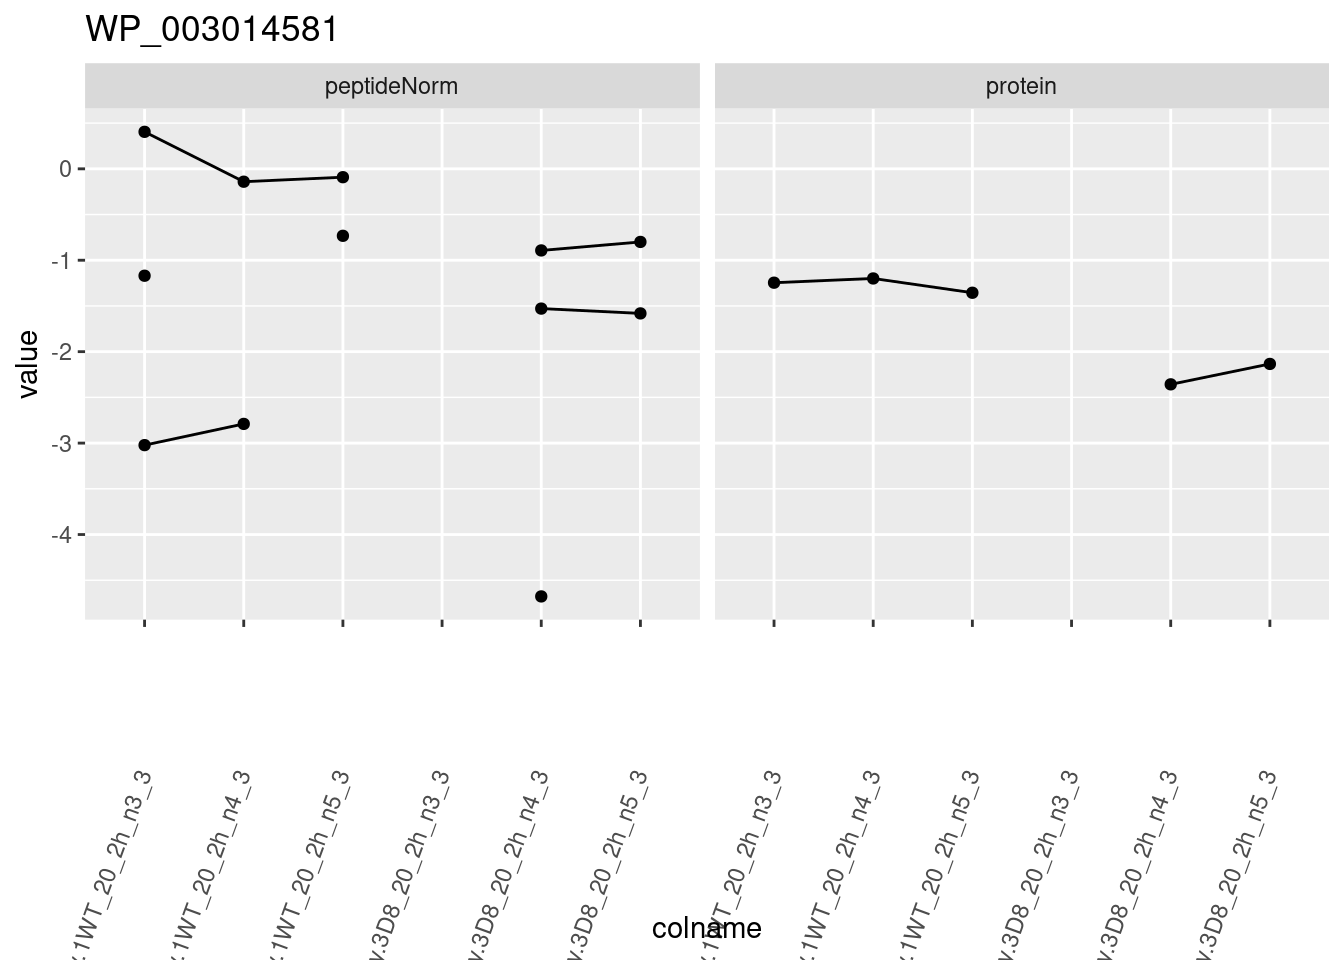 WP_003014581
peptideNorm
protein
0
-1
-2
-3
-4
value
.1WT_20_2h_n3_3
.1WT_20_2h_n4_3
.1WT_20_2h_n5_3
.3D8_20_2h_n3_3
.3D8_20_2h_n4_3
.3D8_20_2h_n5_3
.1WT_20_2h_n3_3
.1WT_20_2h_n4_3
.1WT_20_2h_n5_3
.3D8_20_2h_n3_3
.3D8_20_2h_n4_3
.3D8_20_2h_n5_3
colname